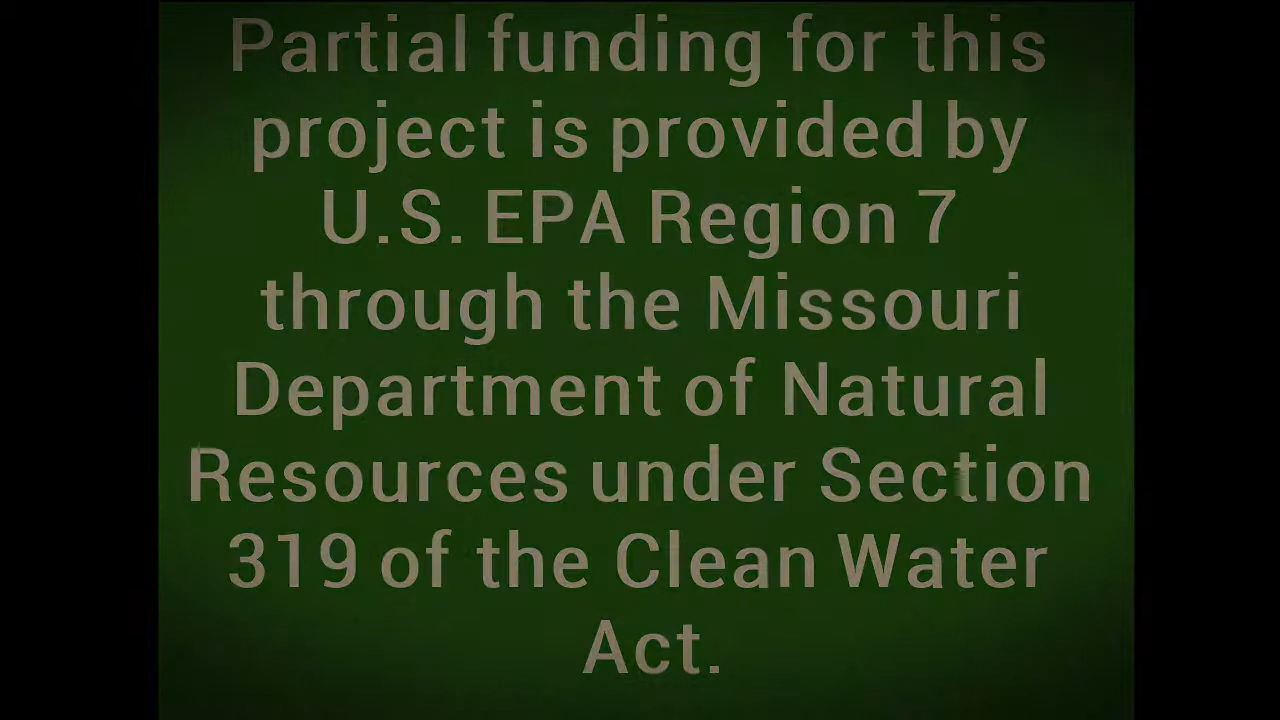 Partial funding for this
project is provided by
U.S. EPA Region 7
through the Missouri
Department of Natural
Resources under Section
319 of the Clean Water
Act.